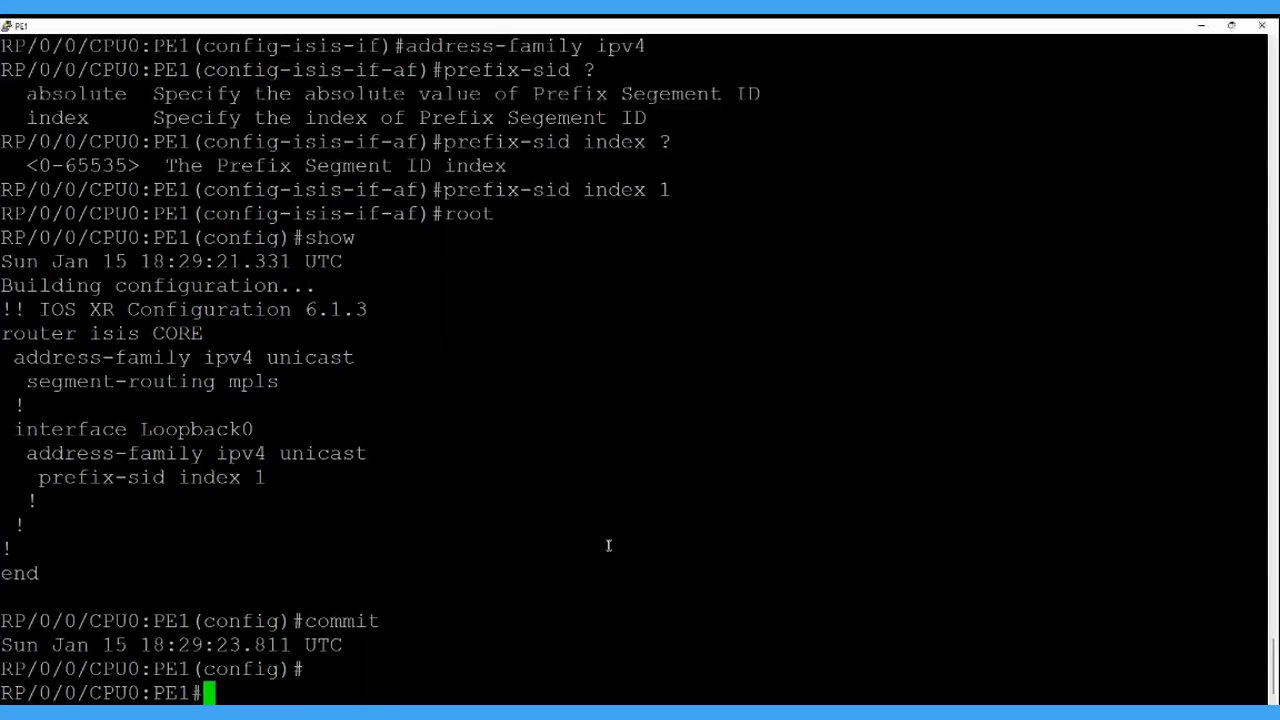 PE1
RP/0/0/CPU0:PE1(config-isis-if)#address-family ipv4
RP/0/0/CPU0:PE1(config-isis-if-af)#prefix-sid ?
  absolute  Specify the absolute value of Prefix Segement ID
  index     Specify the index of Prefix Segement ID
RP/0/0/CPU0:PE1(config-isis-if-af)#prefix-sid index ?
  <0-65535>  The Prefix Segment ID index
RP/0/0/CPU0:PE1(config-isis-if-af)#prefix-sid index 1
RP/0/0/CPU0:PE1(config-isis-if-af)#root
RP/0/0/CPU0:PE1(config)#show
Sun Jan 15 18:29:21.331 UTC
Building configuration...
!! IOS XR Configuration 6.1.3
router isis CORE
 address-family ipv4 unicast
  segment-routing mpls
 !
 interface Loopback0
  address-family ipv4 unicast
   prefix-sid index 1
  !
 !
!
end
RP/0/0/CPU0:PE1(config)#commit
Sun Jan 15 18:29:23.811 UTC
RP/0/0/CPU0:PE1(config)#
RP/0/0/CPU0:PE1#